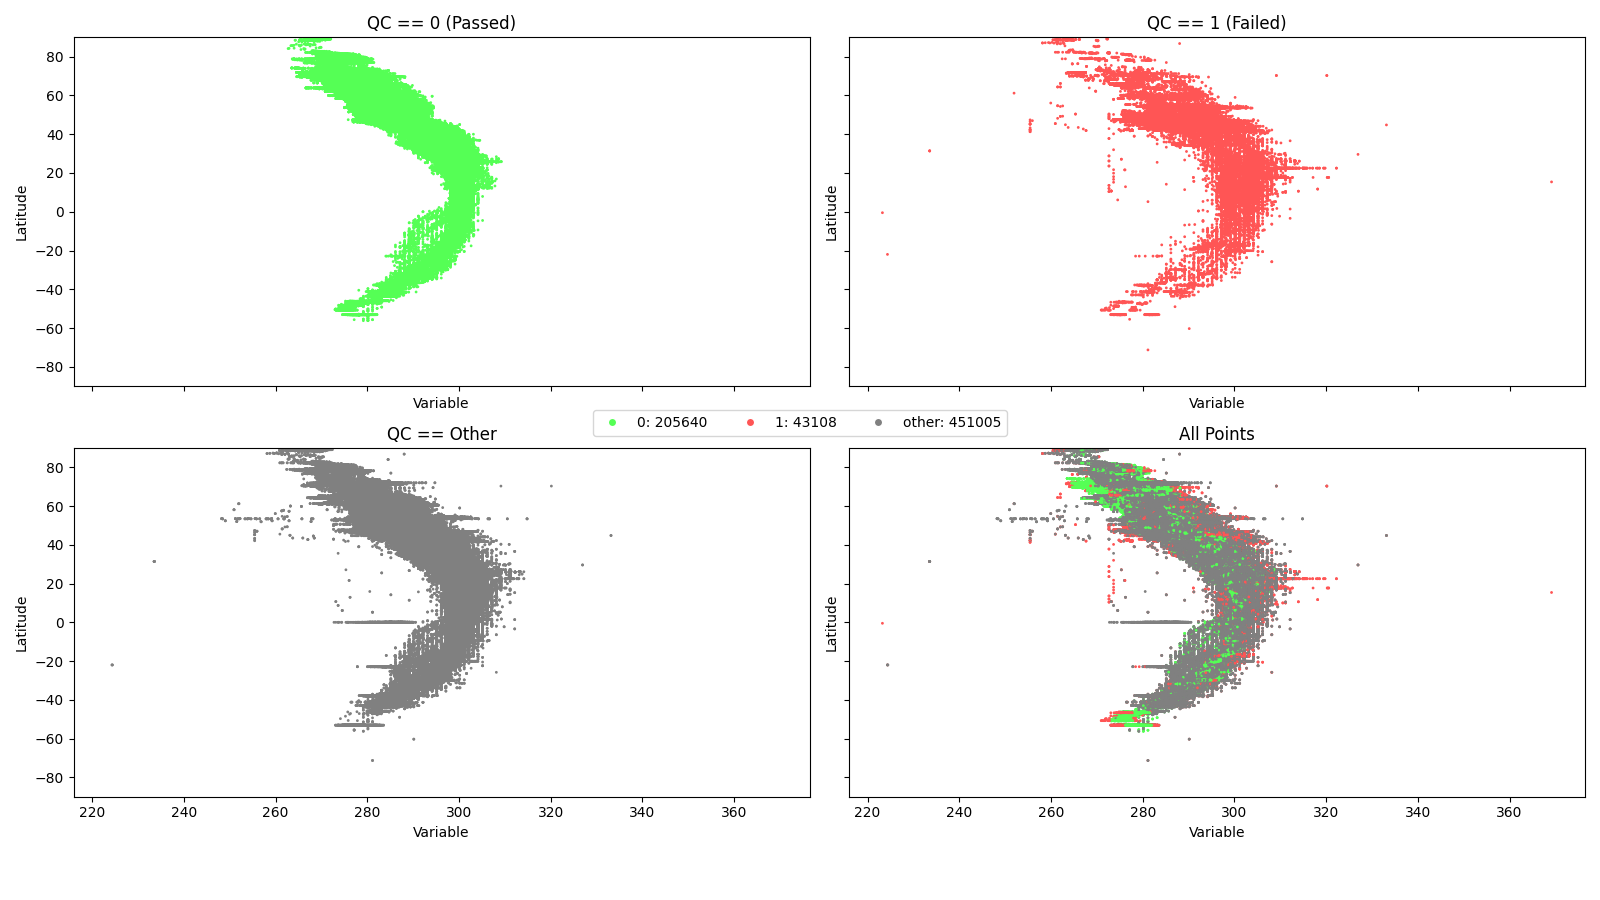 QC == 0 (Passed)
QC == 1 (Failed)
80
60
40
20
0
−20
−40
−60
−80
Latitude
Latitude
Variable
Variable
0: 205640
1: 43108
other: 451005
QC == Other
All Points
80
60
40
20
0
−20
−40
−60
−80
Latitude
Latitude
220
240
260
280
300
320
340
360
220
240
260
280
300
320
340
360
Variable
Variable